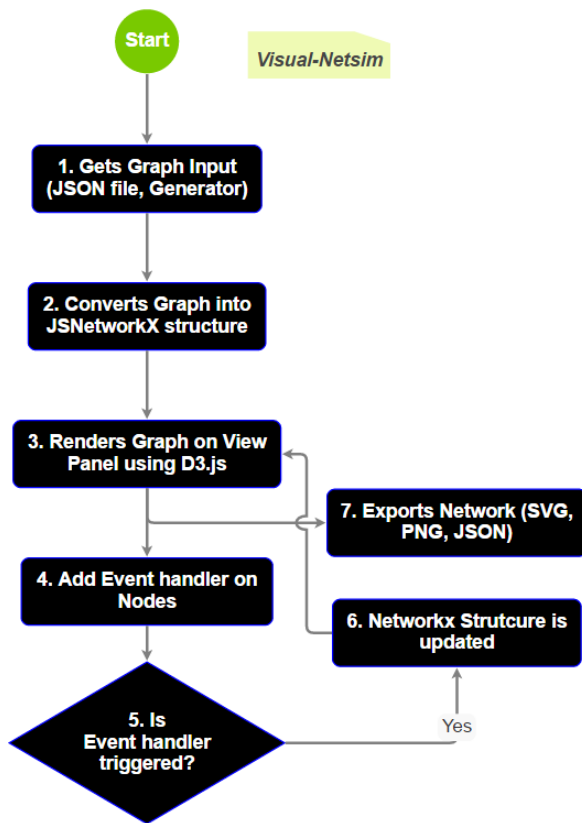 Start
Visual-Netsim
1. Gets Graph Input
(JSON file, Generator)
2. Converts Graph into
JSNetworkX structure
3. Renders Graph on View
Panel using D3.js
7. Exports Network (SVG,
PNG, JSON)
4. Add Event handler on
Nodes
6. Networkx Strutcure is
updated
5. Is
Event handler
triggered?
Yes